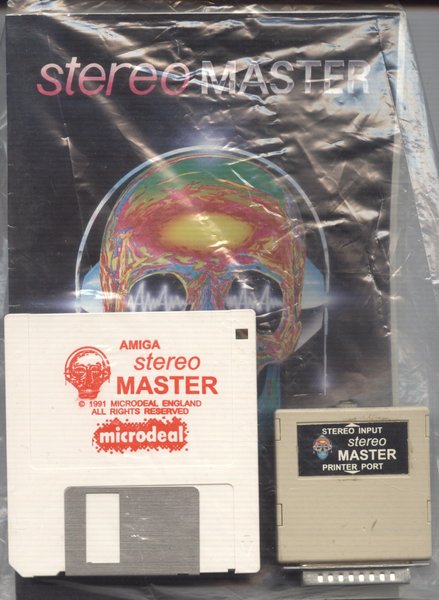 stereo MASTER
AMIGA
stereo
MASTER
© 1991 MICRODEAL ENGLAND
ALL RIGHTS RESERVED
microdeal
STEREO INPUT
stereo
MASTER
PRINTER PORT